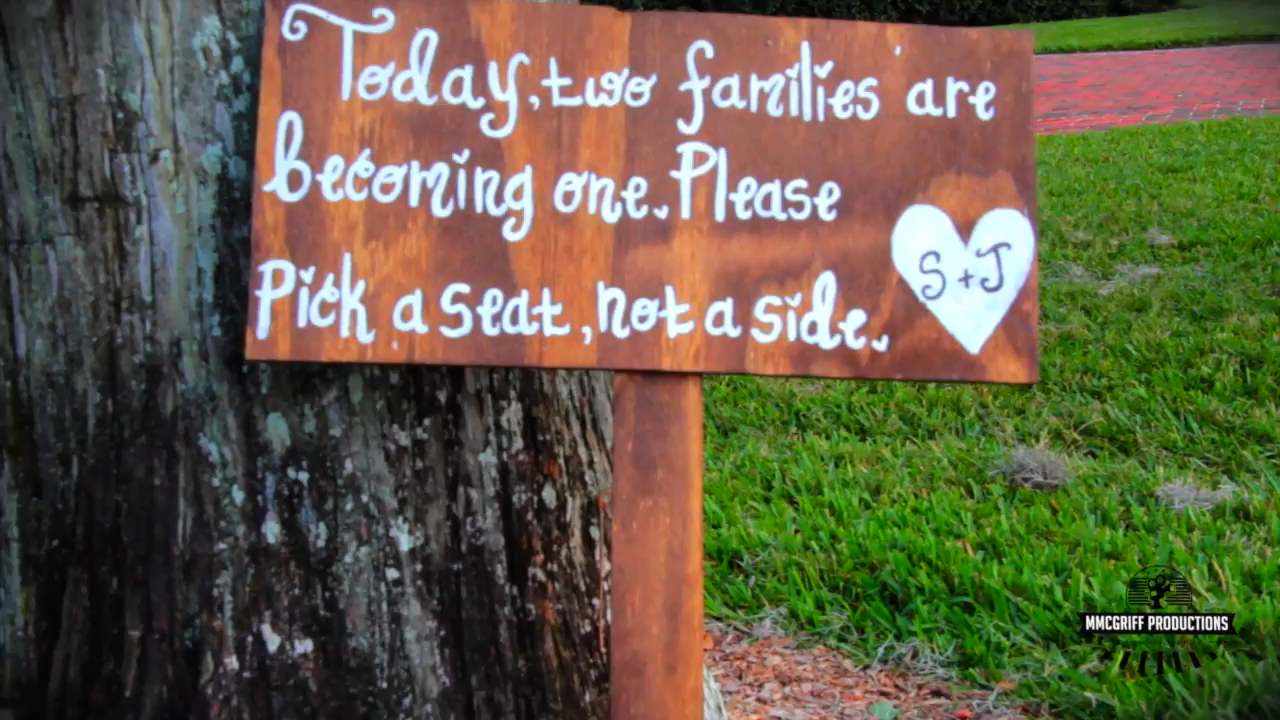 Today, two families are
becoming one. Please
Pick a seat, not a side.
S + J
MMCGRIFF PRODUCTIONS